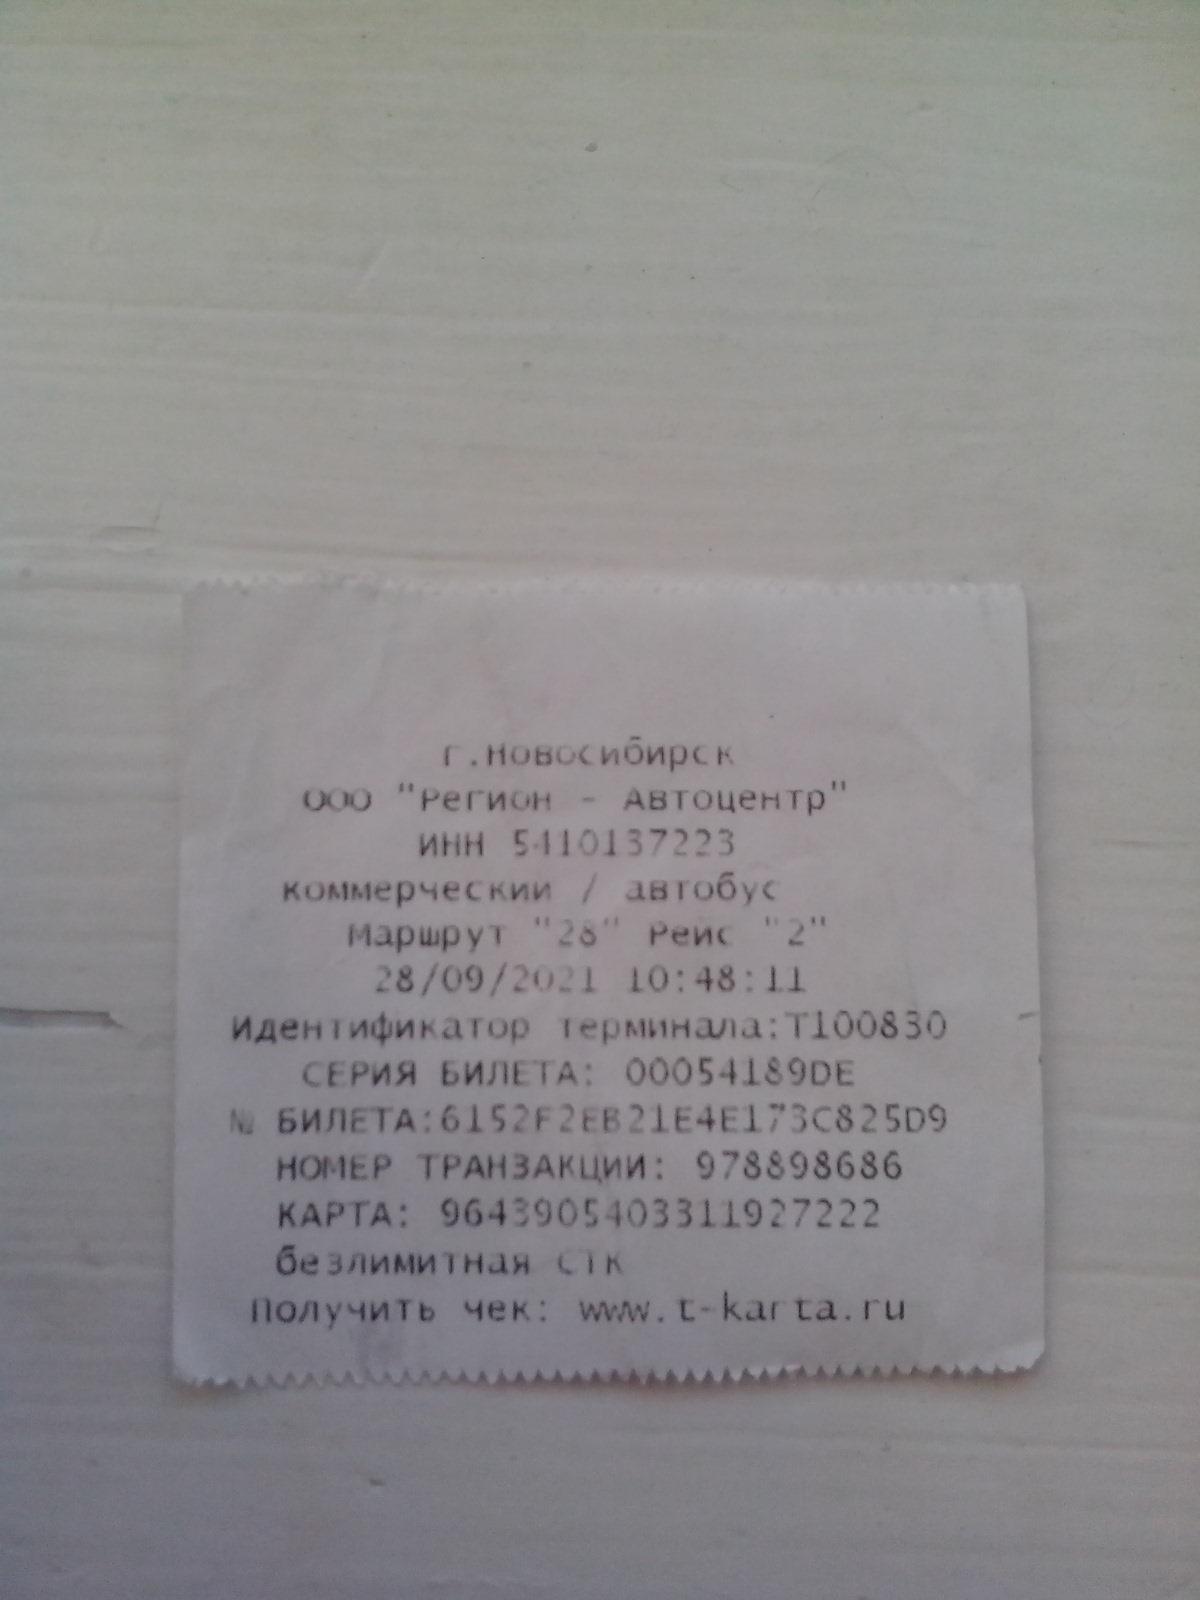 г.Новосибирск
ООО "Регион - Автоцентр"
ИНН 5410137223
коммерческий / автобус
Маршрут "28" Рейс "2"
28/09/2021 10:48:11
Идентификатор терминала:T100830
СЕРИЯ БИЛЕТА: 00054189DE
№ БИЛЕТА:6152F2EB21E4E173C825D9
НОМЕР ТРАНЗАКЦИИ: 978898686
КАРТА: 9643905403311927222
безлимитная СТК
Получить чек: www.t-karta.ru